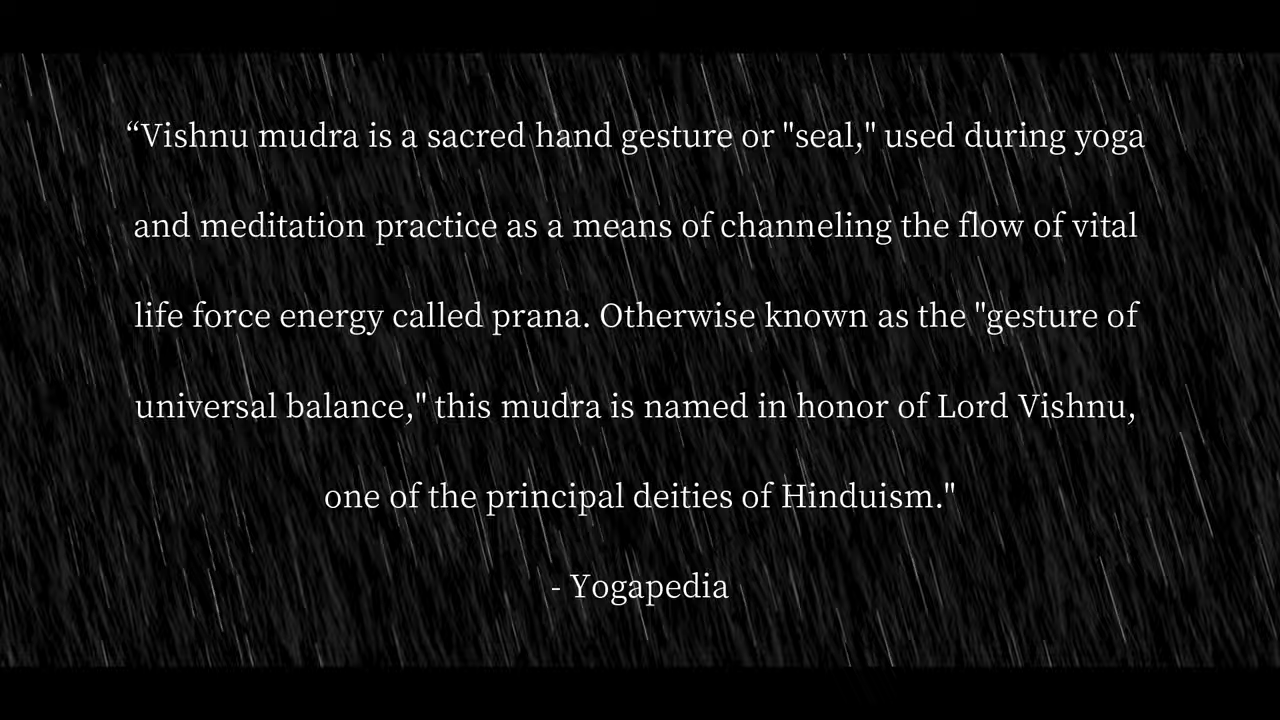 “Vishnu mudra is a sacred hand gesture or "seal," used during yoga
and meditation practice as a means of channeling the flow of vital
life force energy called prana. Otherwise known as the "gesture of
universal balance," this mudra is named in honor of Lord Vishnu,
one of the principal deities of Hinduism."
- Yogapedia